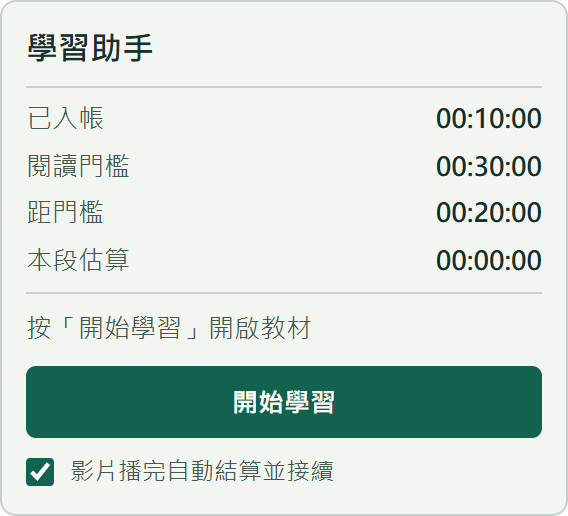 學習助手
已入帳 00:10:00
閱讀門檻 00:30:00
距門檻 00:20:00
本段估算 00:00:00
按「開始學習」開啟教材
開始學習
影片播完自動結算並接續